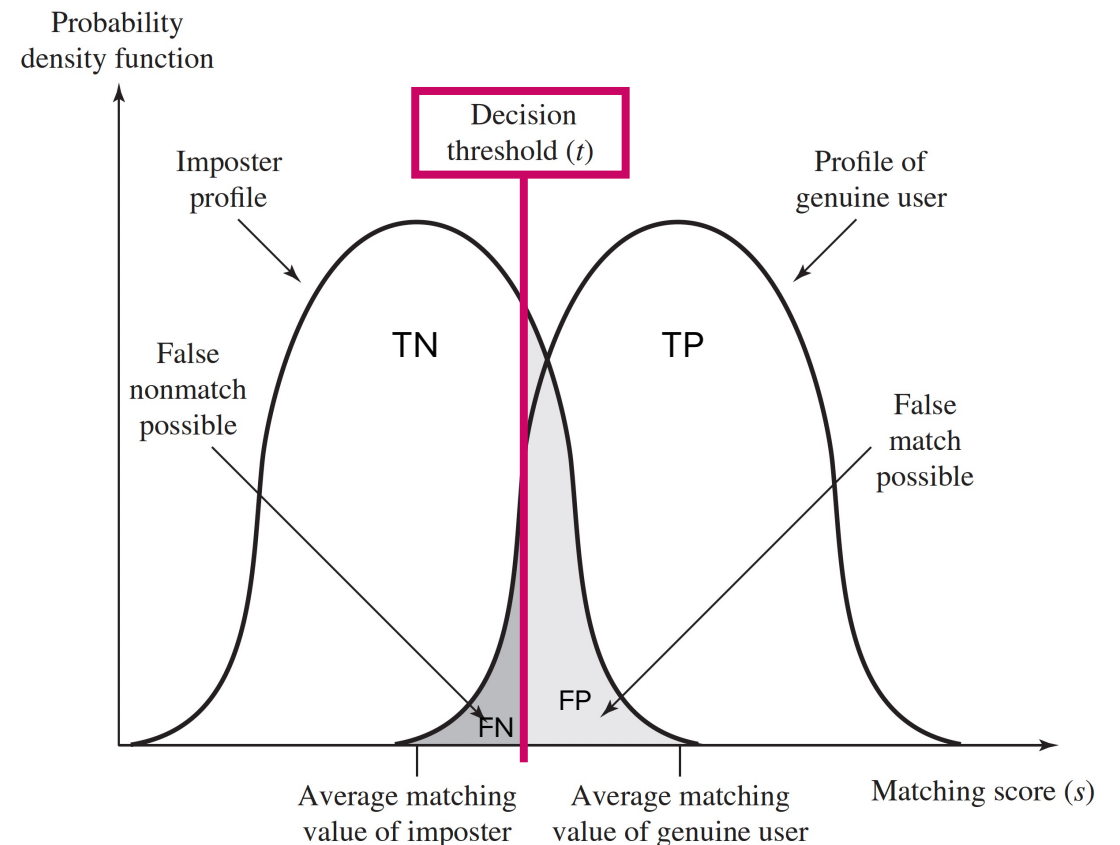 Probability
density function
Decision
threshold (t)
Imposter
profile
Profile of
genuine user
TN
TP
False
nonmatch
possible
False
match
possible
FN
FP
Average matching
value of imposter
Average matching
value of genuine user
Matching score (s)